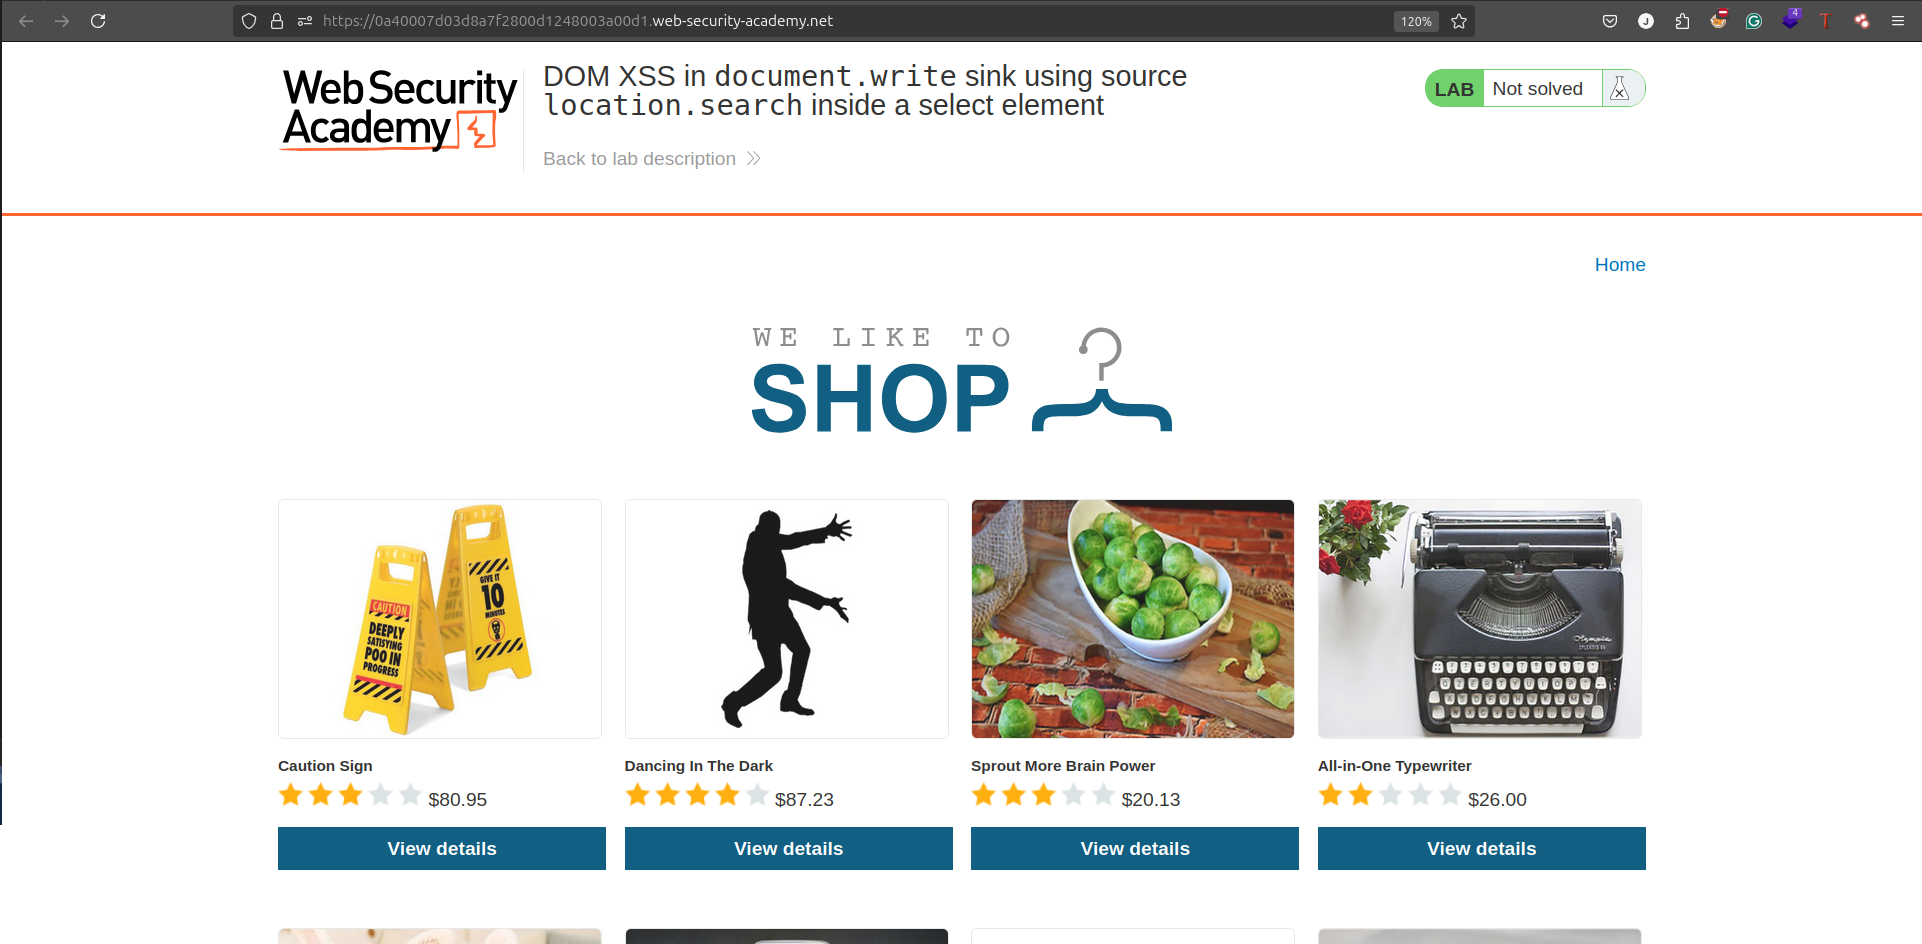 https://0a40007d03d8a7f2800d1248003a00d1.web-security-academy.net
120%
J
4
Web Security
Academy
DOM XSS in document.write sink using source
location.search inside a select element
Back to lab description
LAB Not solved
Home
WE LIKE TO
SHOP
CAUTION
DEEPLY
SATISFYING
POO IN
PROGRESS
GIVE IT
10
MINUTES
Olympia
Caution Sign
$80.95
View details
Dancing In The Dark
$87.23
View details
Sprout More Brain Power
$20.13
View details
All-in-One Typewriter
$26.00
View details